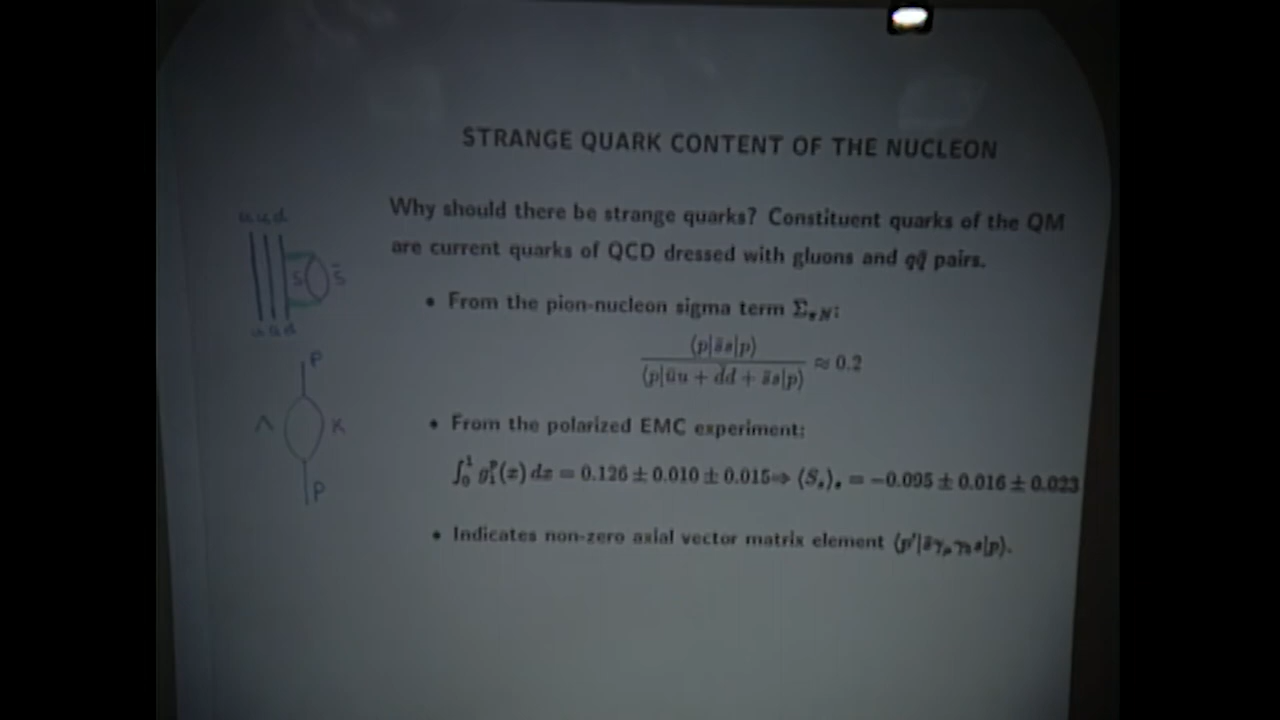 STRANGE QUARK CONTENT OF THE NUCLEON
Why should there be strange quarks? Constituent quarks of the QM
are current quarks of QCD dressed with gluons and qq̄ pairs.
u u d
s s̄
u u d
• From the pion-nucleon sigma term Σ_πN:
⟨p|s̄s|p⟩
⟨p|ūu + d̄d + s̄s|p⟩
≈ 0.2
P
Λ K
P
• From the polarized EMC experiment:
∫₀¹ g₁ᵖ(x) dx = 0.126 ± 0.010 ± 0.015 ⇒ ⟨S_z⟩_s = −0.095 ± 0.016 ± 0.023
• Indicates non-zero axial vector matrix element ⟨p′|s̄γ_μγ₅s|p⟩.